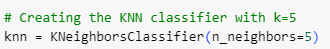 # Creating the KNN classifier with k=5
knn = KNeighborsClassifier(n_neighbors=5)